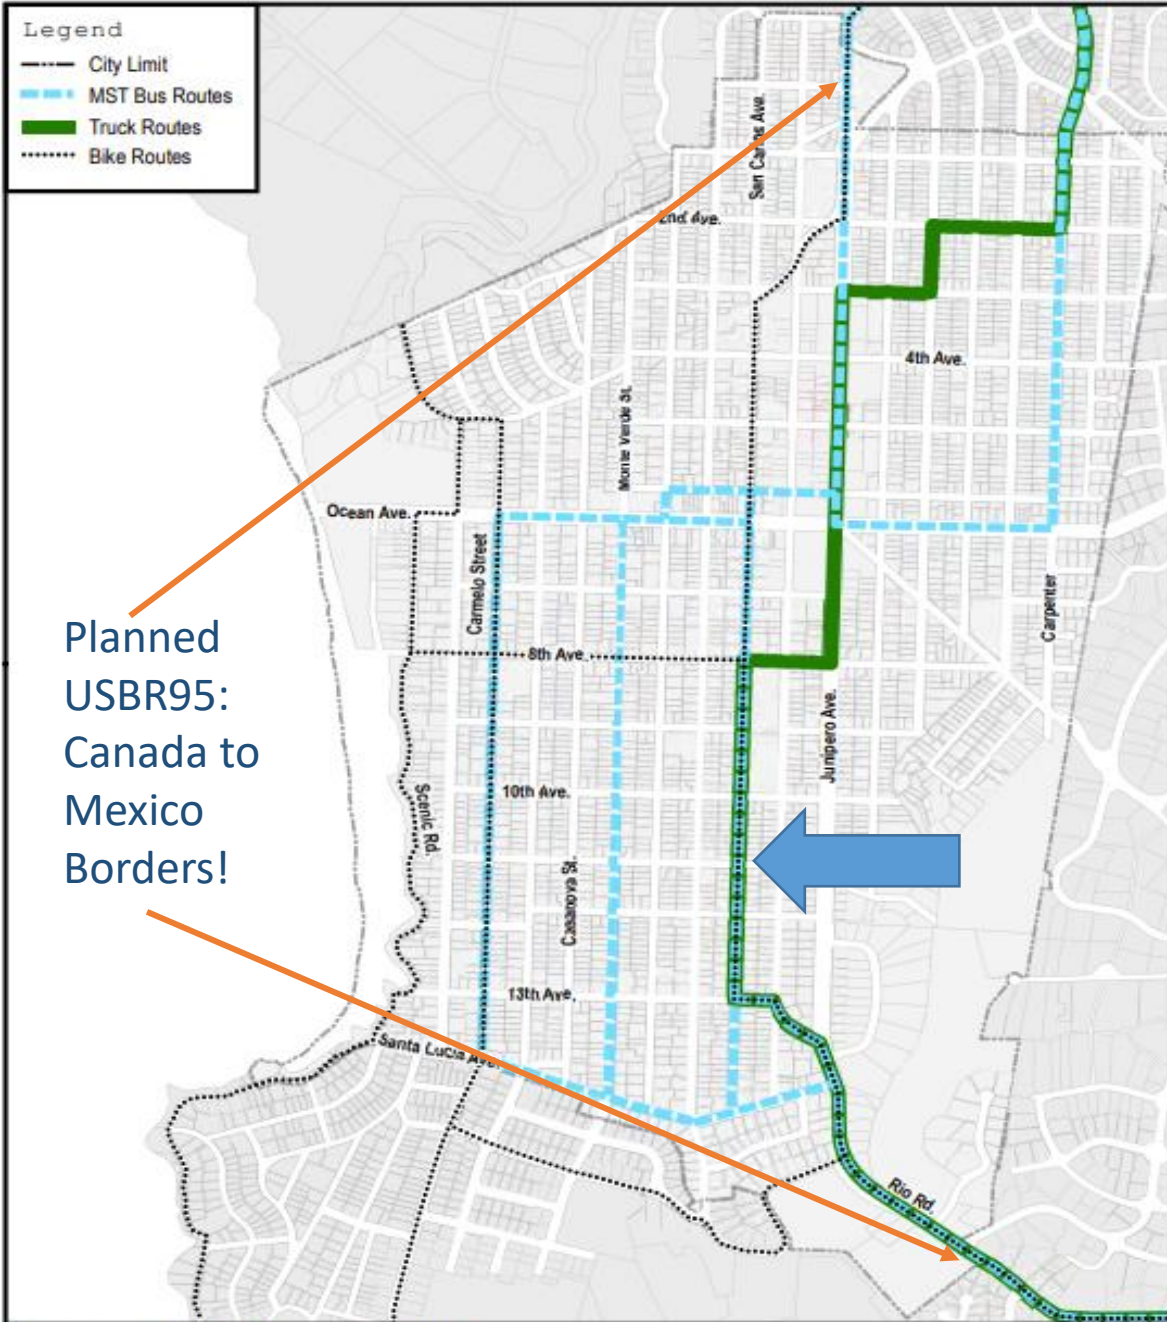 Legend
City Limit
MST Bus Routes
Truck Routes
Bike Routes
San Carlos Ave.
2nd Ave.
4th Ave.
Monte Verde St.
Ocean Ave.
Carmelo Street
Carpenter
8th Ave.
Planned
USBR95:
Canada to
Mexico
Borders!
Junipero Ave.
Scenic Rd.
10th Ave.
Casanova St.
13th Ave.
Santa Lucia Ave.
Rio Rd.